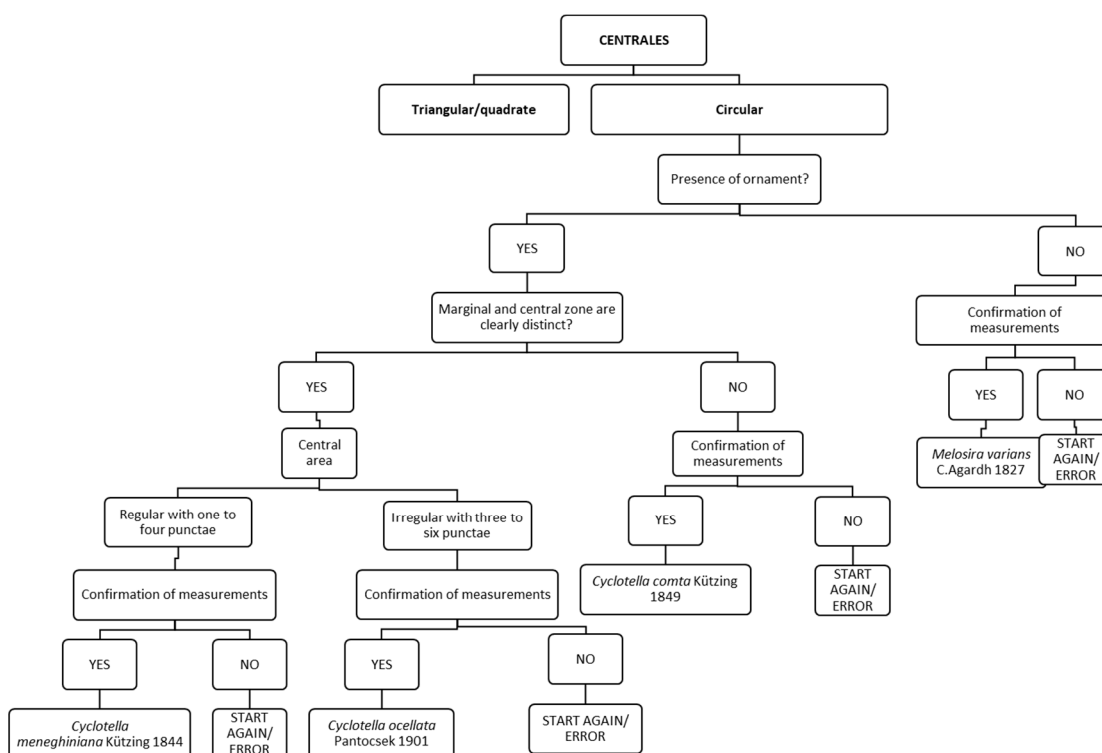 CENTRALES
Triangular/quadrate
Circular
Presence of ornament?
YES
NO
Marginal and central zone are
clearly distinct?
Confirmation of
measurements
YES
NO
YES
NO
Central
area
Confirmation of
measurements
Melosira varians
C.Agardh 1827
START
AGAIN/
ERROR
Regular with one to
four punctae
Irregular with three to
six punctae
YES
NO
Confirmation of measurements
Confirmation of measurements
Cyclotella comta Kützing
1849
START
AGAIN/
ERROR
YES
NO
YES
NO
Cyclotella
meneghiniana Kützing 1844
START
AGAIN/
ERROR
Cyclotella ocellata
Pantocsek 1901
START AGAIN/
ERROR